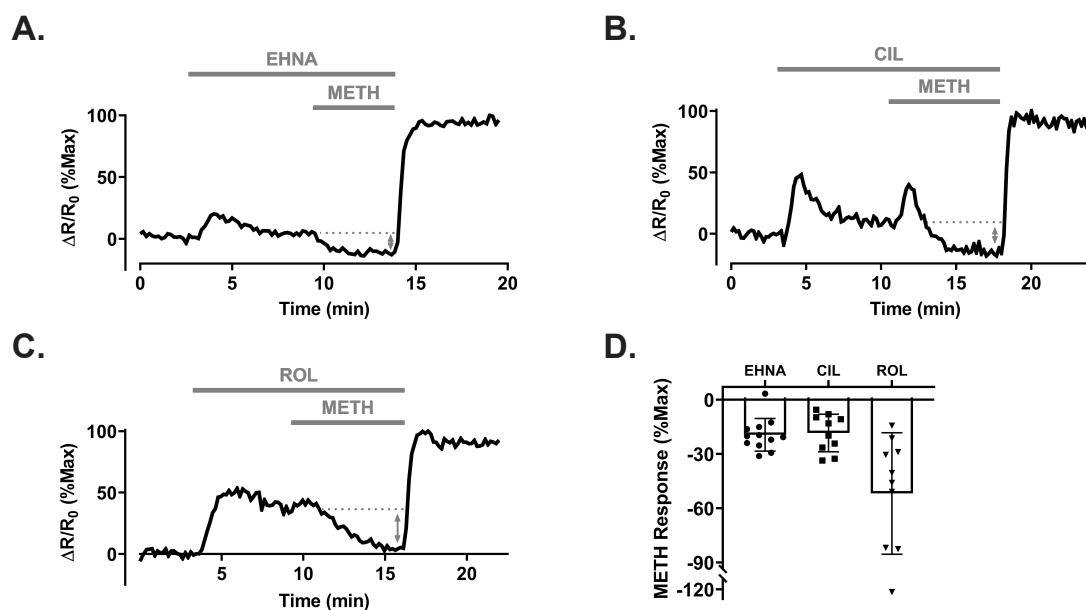 A.
EHNA
METH
ΔR/R0 (%Max)
100
50
0
0 5 10 15 20
Time (min)
B.
CIL
METH
ΔR/R0 (%Max)
100
50
0
0 10 20
Time (min)
C.
ROL
METH
ΔR/R0 (%Max)
100
50
0
5 10 15 20
Time (min)
D.
EHNA CIL ROL
METH Response (%Max)
0
-30
-60
-90
-120